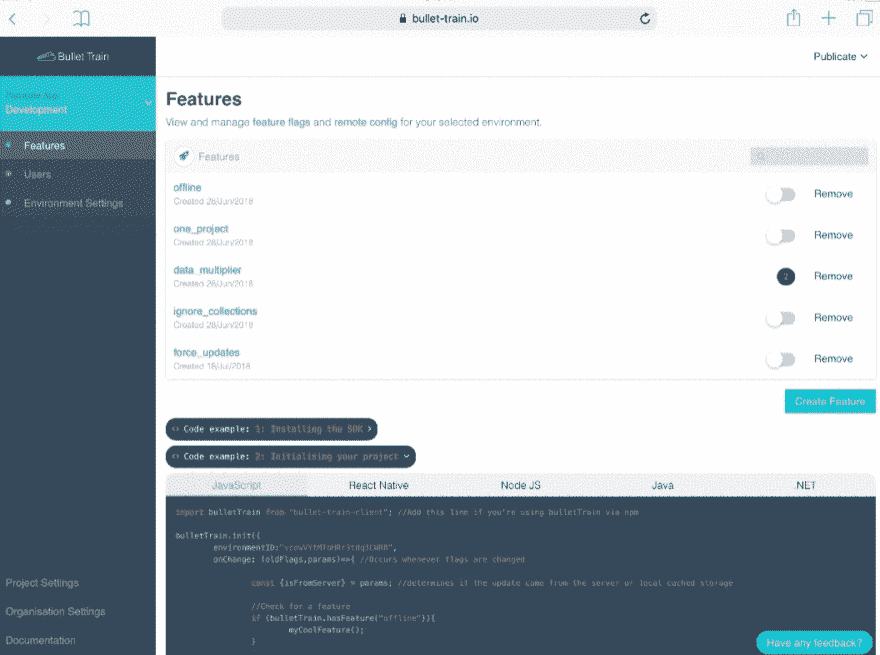 bullet-train.io
Bullet Train
Publicate
Development
Features
Users
Environment Settings
Project Settings
Organisation Settings
Documentation
Features
View and manage feature flags and remote config for your selected environment.
Features
offline
Created 26/Jun/2018
Remove
one_project
Created 26/Jun/2018
Remove
data_multiplier
Created 26/Jun/2018
2
Remove
ignore_collections
Created 26/Jun/2018
Remove
force_updates
Created 18/Jul/2018
Remove
Create Feature
<> Code example: 1: Installing the SDK >
<> Code example: 2: Initialising your project
JavaScript React Native Node JS Java .NET
import bulletTrain from "bullet-train-client"; //Add this line if you're using bulletTrain via npm
bulletTrain.init({
environmentID:
onChange: (oldFlags,params)=>{ //Occurs whenever flags are changed
const {isFromServer} = params; //determines if the update came from the server or local cached storage
//Check for a feature
if (bulletTrain.hasFeature("offline")){
myCoolFeature();
}
Have any feedback?